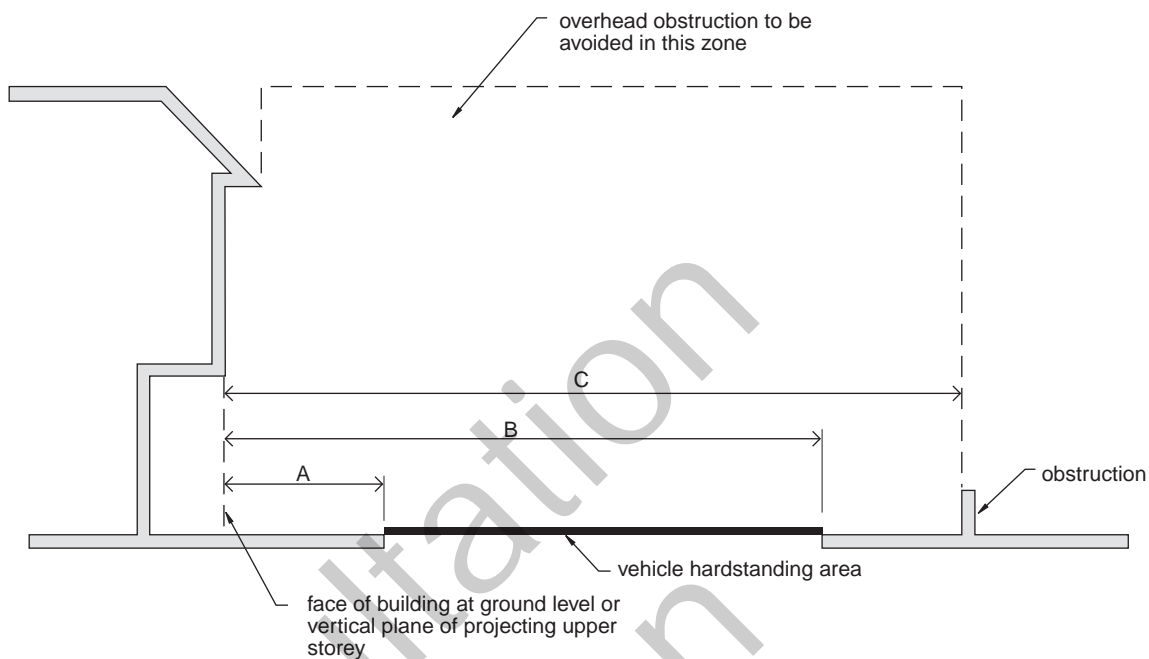 overhead obstruction to be
avoided in this zone
C
B
A
obstruction
vehicle hardstanding area
face of building at ground level or
vertical plane of projecting upper
storey